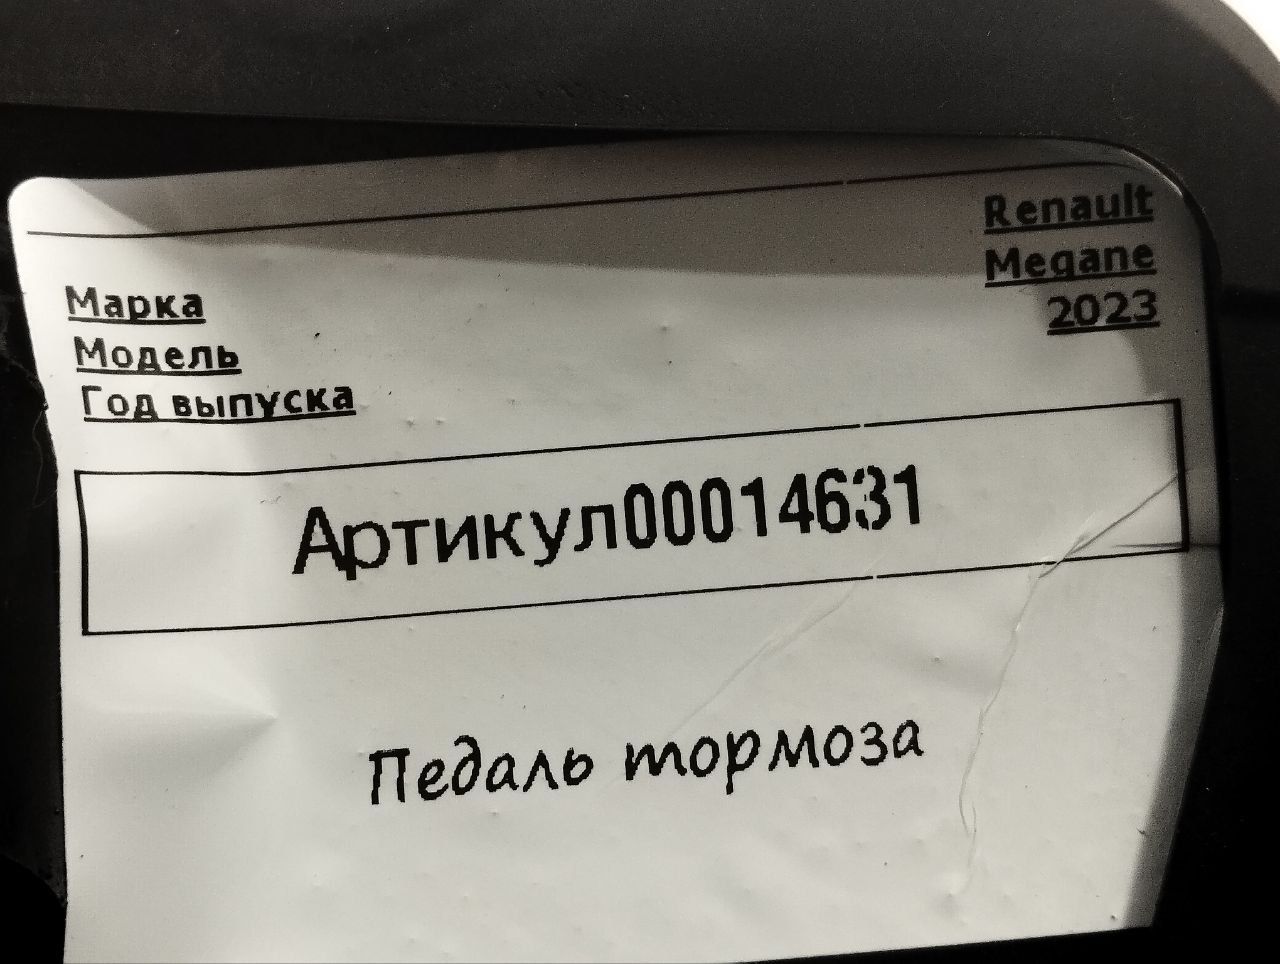 Марка Renault
Модель Megane
Год выпуска 2023
Артикул00014631
Педаль тормоза